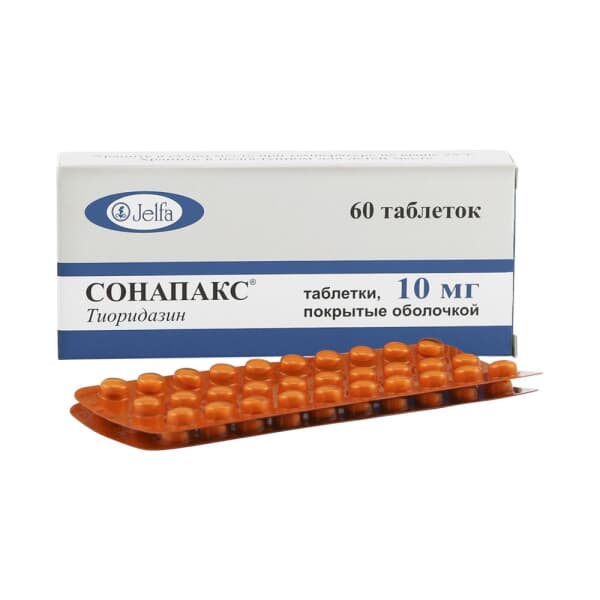 Jelfa
60 таблеток
СОНАПАКС®
Тиоридазин
таблетки, 10 мг
покрытые оболочкой